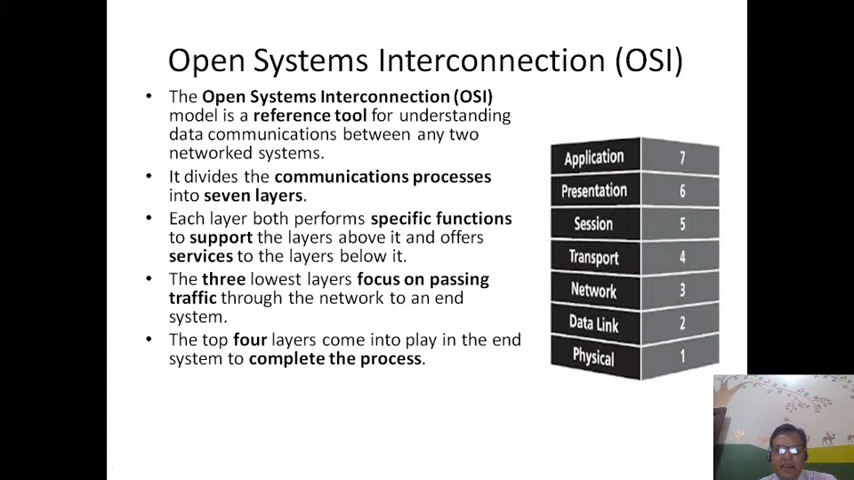 Open Systems Interconnection (OSI)
• The Open Systems Interconnection (OSI)
model is a reference tool for understanding
data communications between any two
networked systems.
• It divides the communications processes
into seven layers.
• Each layer both performs specific functions
to support the layers above it and offers
services to the layers below it.
• The three lowest layers focus on passing
traffic through the network to an end
system.
• The top four layers come into play in the end
system to complete the process.
Application 7
Presentation 6
Session 5
Transport 4
Network 3
Data Link 2
Physical 1